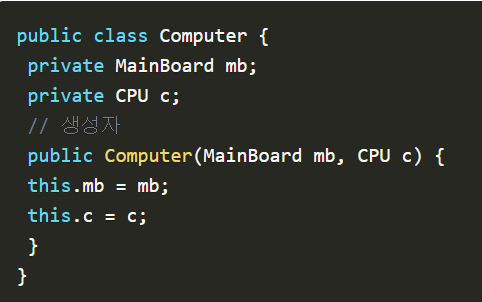 public class Computer {
private MainBoard mb;
private CPU c;
// 생성자
public Computer(MainBoard mb, CPU c) {
this.mb = mb;
this.c = c;
}
}